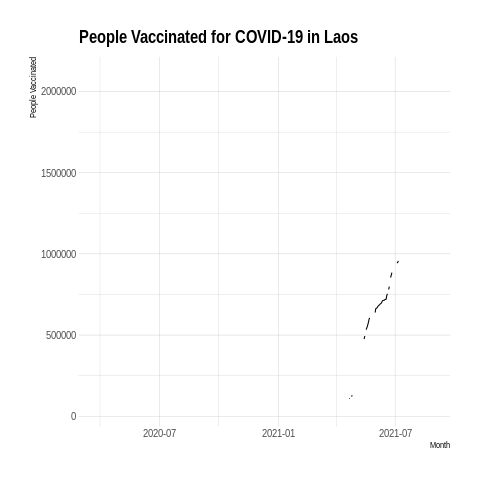 People Vaccinated for COVID-19 in Laos
People Vaccinated
2000000
1500000
1000000
500000
0
2020-07 2021-01 2021-07
Month